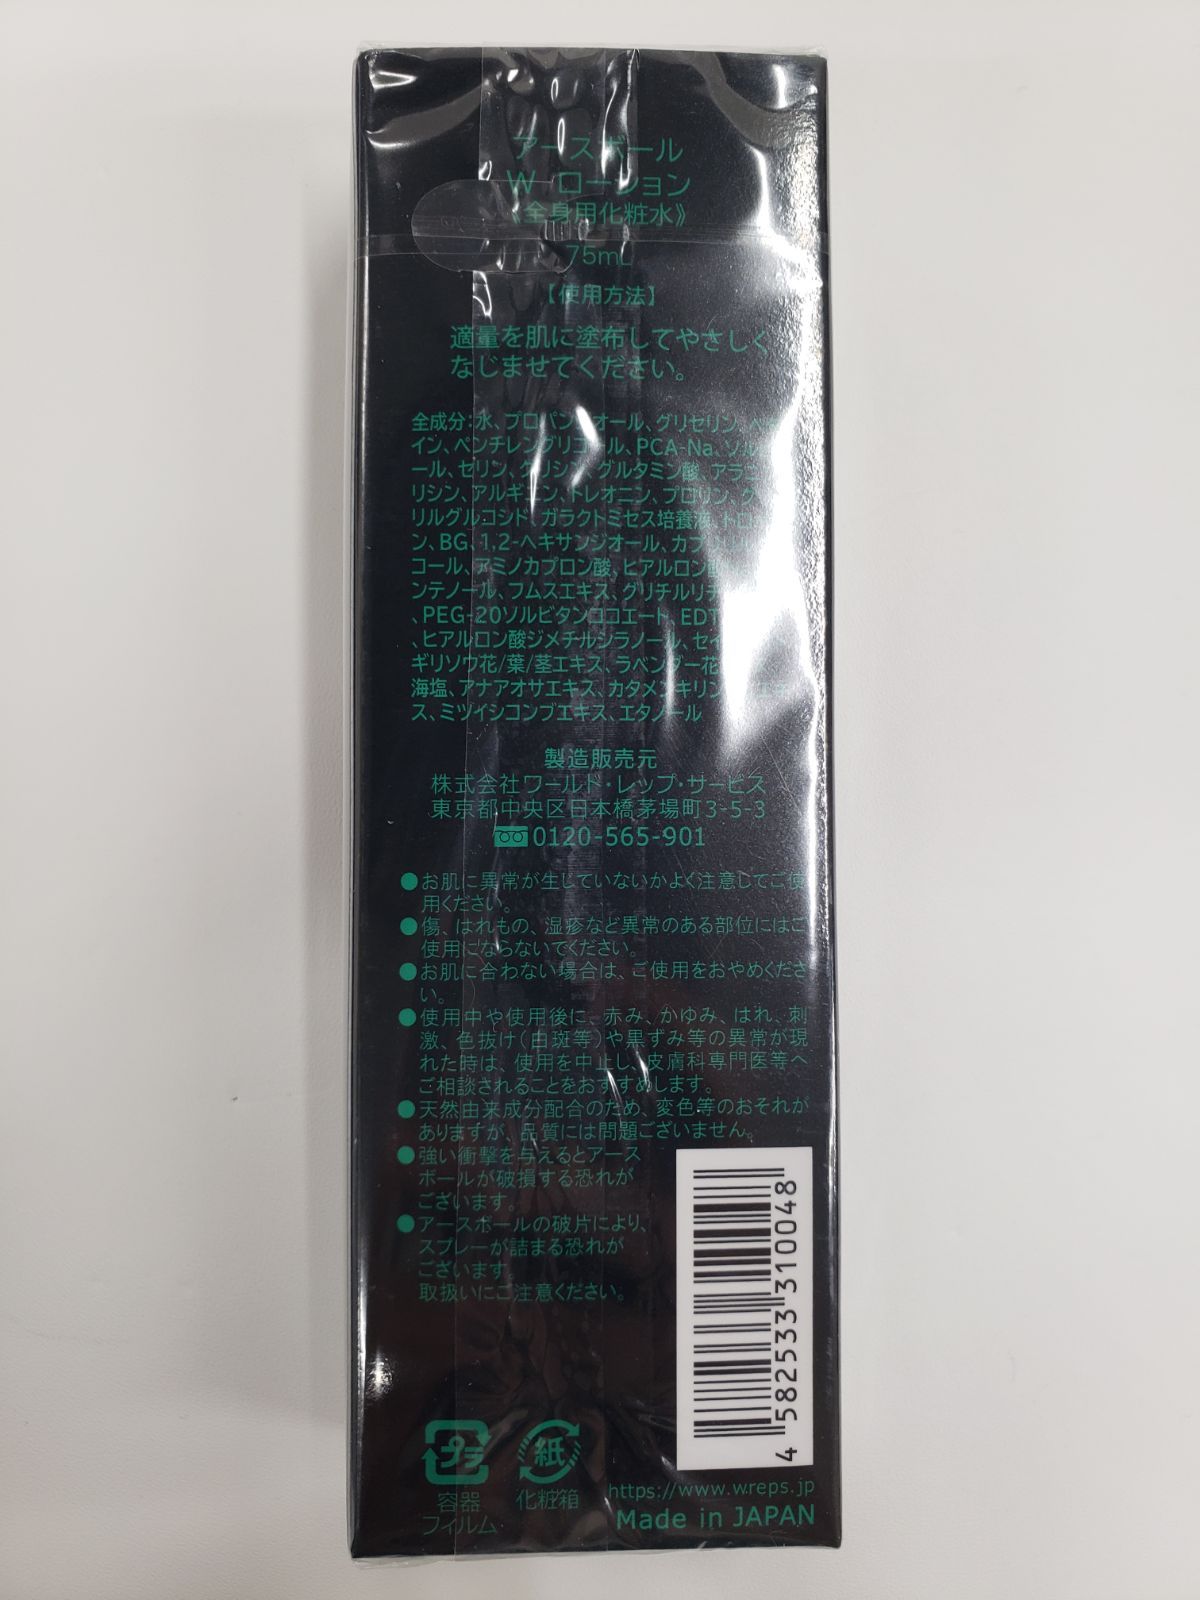 アースボール
W ローション
《全身用化粧水》
75mL
【使用方法】
適量を肌に塗布してやさしく
なじませてください。
全成分：水、プロパンジオール、グリセリン、
イン、ペンチレングリコール、PCA-Na、ソル
ール、セリン、グリシン、グルタミン酸、アラニ
リシン、アルギニン、トレオニン、プロリン、
リルグルコシド、ガラクトミセス培養液、トロ
ン、BG、1,2-ヘキサンジオール、カプリ
コール、アミノカプロン酸、ヒアルロン
ンテノール、フムスエキス、グリチルリチ
、PEG-20ソルビタンココエート、EDT
、ヒアルロン酸ジメチルシラノール、セイ
ギリソウ花/葉/茎エキス、ラベンダー花
海塩、アナアオサエキス、カタメンキリン エキ
ス、ミツイシコンブエキス、エタノール
製造販売元
株式会社ワールド・レップ・サービス
東京都中央区日本橋茅場町3-5-3
0120-565-901
●お肌に異常が生じていないかよく注意してご使
用ください。
●傷、はれもの、湿疹など異常のある部位にはご
使用にならないでください。
●お肌に合わない場合は、ご使用をおやめくださ
い。
●使用中や使用後に、赤み、かゆみ、はれ、刺
激、色抜け（白斑等）や黒ずみ等の異常が現
れた時は、使用を中止し、皮膚科専門医等へ
ご相談されることをおすすめします。
●天然由来成分配合のため、変色等のおそれが
ありますが、品質には問題ございません。
●強い衝撃を与えるとアース
ボールが破損する恐れが
ございます。
●アースボールの破片により、
スプレーが詰まる恐れが
ございます。
取扱いにご注意ください。
4 582533 310048
プラ
容器
フィルム
紙
化粧箱
https://www.wreps.jp
Made in JAPAN